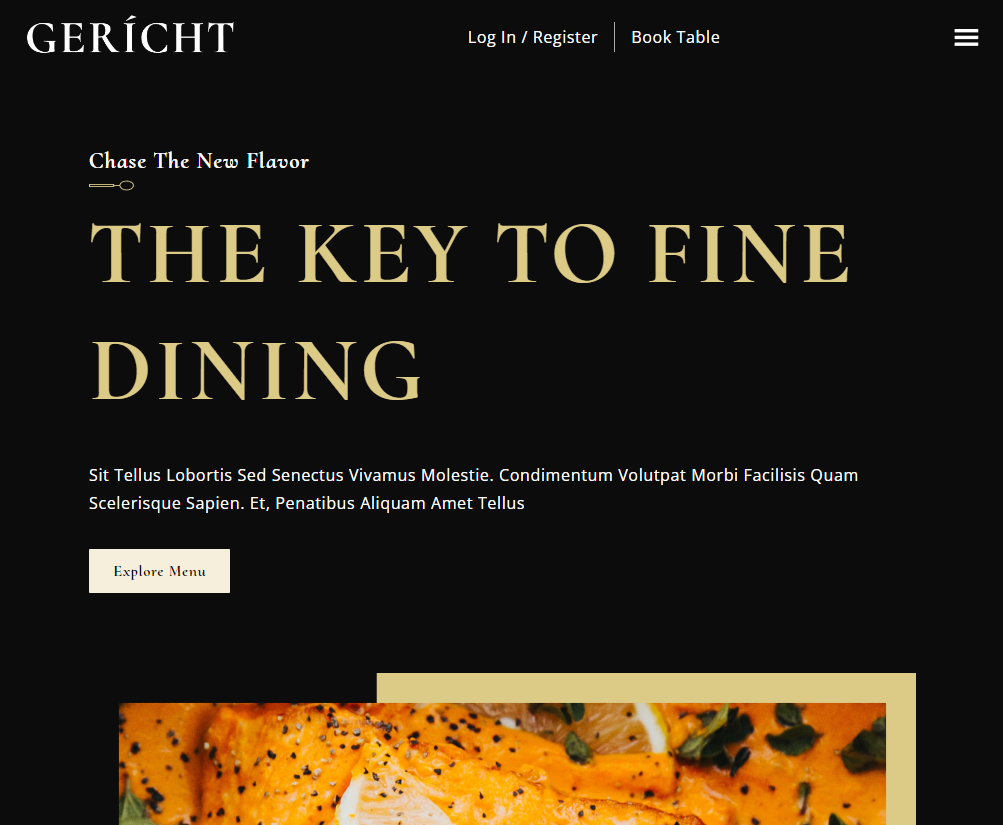 GERÍCHT
Log In / Register
Book Table
Chase The New Flavor
THE KEY TO FINE
DINING
Sit Tellus Lobortis Sed Senectus Vivamus Molestie. Condimentum Volutpat Morbi Facilisis Quam
Scelerisque Sapien. Et, Penatibus Aliquam Amet Tellus
Explore Menu